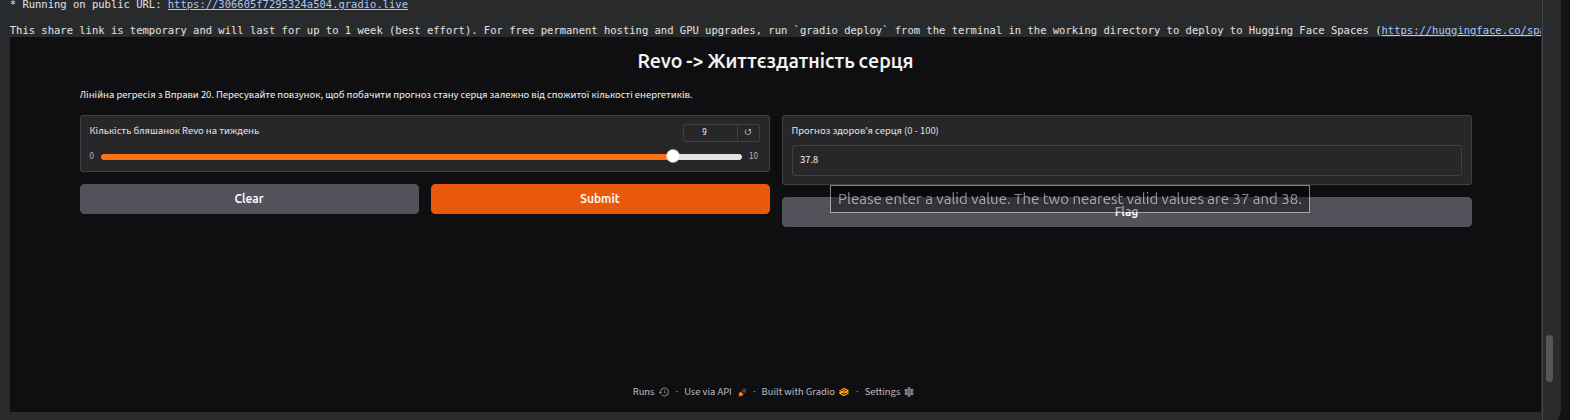 * Running on public URL: https://306605f7295324a504.gradio.live
This share link is temporary and will last for up to 1 week (best effort). For free permanent hosting and GPU upgrades, run `gradio deploy` from the terminal in the working directory to deploy to Hugging Face Spaces (https://huggingface.co/spa
Revo -> Життєздатність серця
Лінійна регресія з Вправи 20. Пересувайте повзунок, щоб побачити прогноз стану серця залежно від спожитої кількості енергетиків.
Кількість бляшанок Revo на тиждень
9 ↺
0 10
Clear Submit
Прогноз здоров'я серця (0 - 100)
37.8
Please enter a valid value. The two nearest valid values are 37 and 38.
Flag
Runs · Use via API · Built with Gradio · Settings